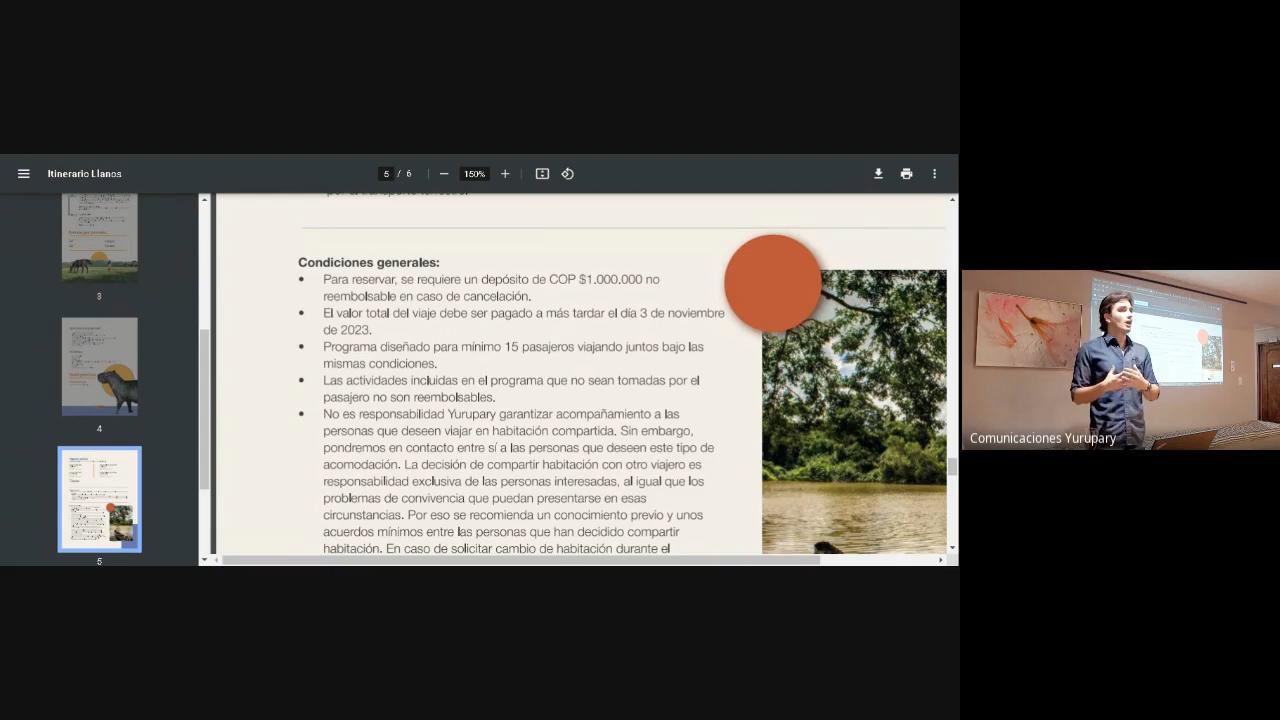 Itinerario Llanos
5 / 6
150%
por el transporte terrestre.
3
4
5
Condiciones generales:
• Para reservar, se requiere un depósito de COP $1.000.000 no
reembolsable en caso de cancelación.
• El valor total del viaje debe ser pagado a más tardar el día 3 de noviembre
de 2023.
• Programa diseñado para mínimo 15 pasajeros viajando juntos bajo las
mismas condiciones.
• Las actividades incluidas en el programa que no sean tomadas por el
pasajero no son reembolsables.
• No es responsabilidad Yurupary garantizar acompañamiento a las
personas que deseen viajar en habitación compartida. Sin embargo,
pondremos en contacto entre sí a las personas que deseen este tipo de
acomodación. La decisión de compartir habitación con otro viajero es
responsabilidad exclusiva de las personas interesadas, al igual que los
problemas de convivencia que puedan presentarse en esas
circunstancias. Por eso se recomienda un conocimiento previo y unos
acuerdos mínimos entre las personas que han decidido compartir
habitación. En caso de solicitar cambio de habitación durante el
Comunicaciones Yurupary